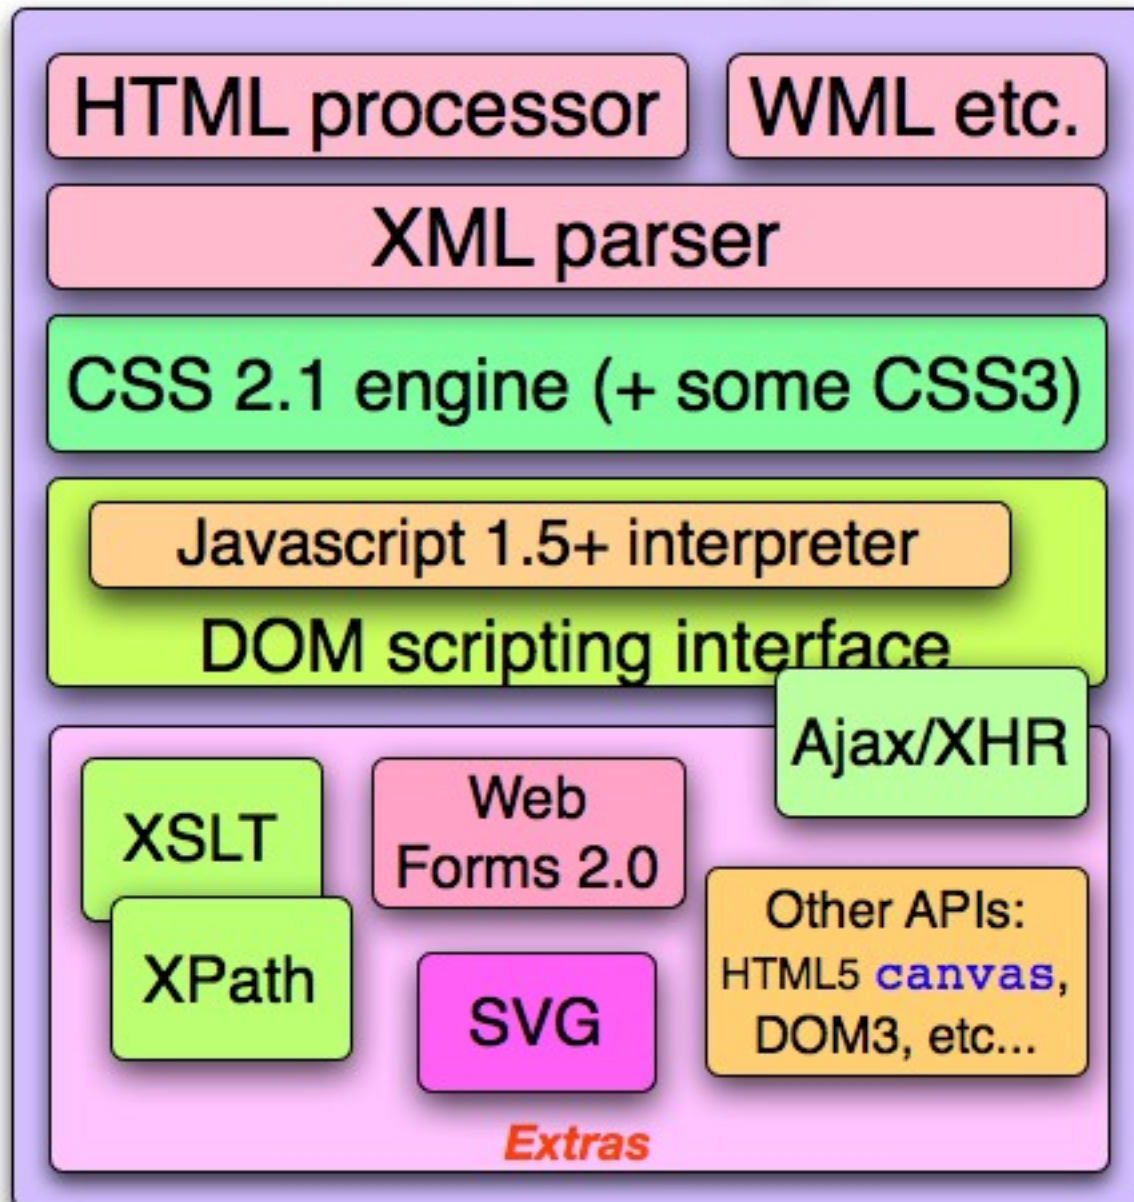 HTML processor
WML etc.
XML parser
CSS 2.1 engine (+ some CSS3)
Javascript 1.5+ interpreter
DOM scripting interface
Ajax/XHR
XSLT
Web
Forms 2.0
XPath
SVG
Other APIs:
HTML5 canvas,
DOM3, etc...
Extras